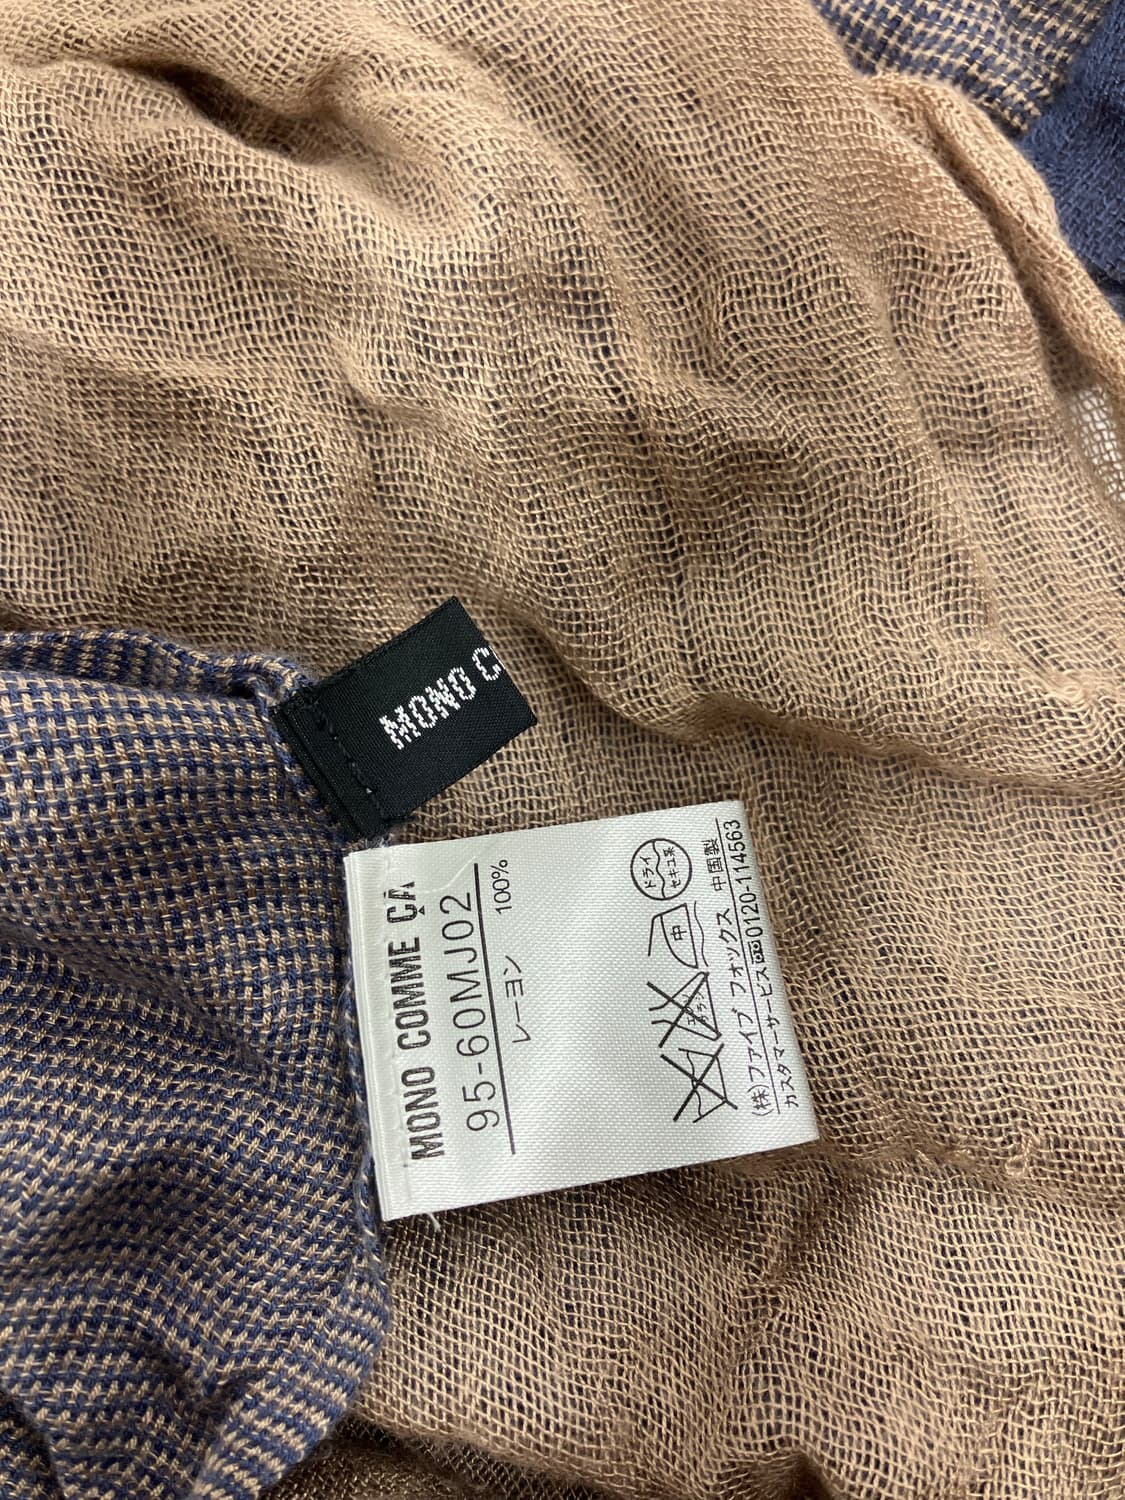 MONO C
MONO COMME ÇA
95-60MJ02
レーヨン 100%
中
ドライ
セキユ系
(株)ファイブ フォックス 中国製
カスタマーサービス 0120-114563